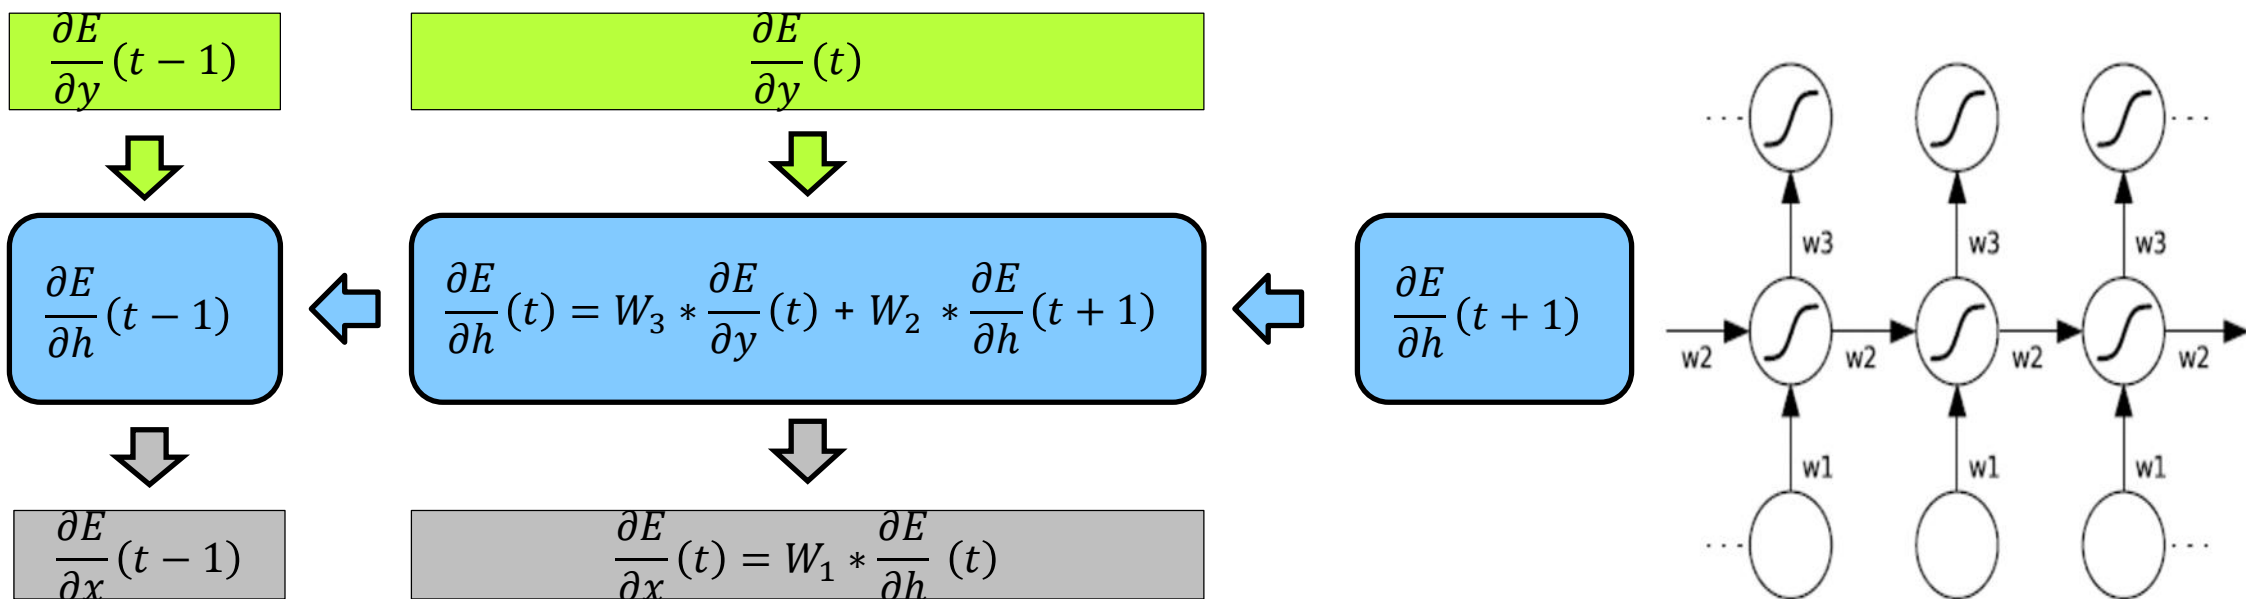 ∂E/∂y (t − 1)
∂E/∂y (t)
∂E/∂h (t − 1)
∂E/∂h (t) = W₃ * ∂E/∂y (t) + W₂ * ∂E/∂h (t + 1)
∂E/∂h (t + 1)
∂E/∂x (t − 1)
∂E/∂x (t) = W₁ * ∂E/∂h (t)
··· ···
w3 w3 w3
w2 w2 w2 w2
w1 w1 w1
··· ···